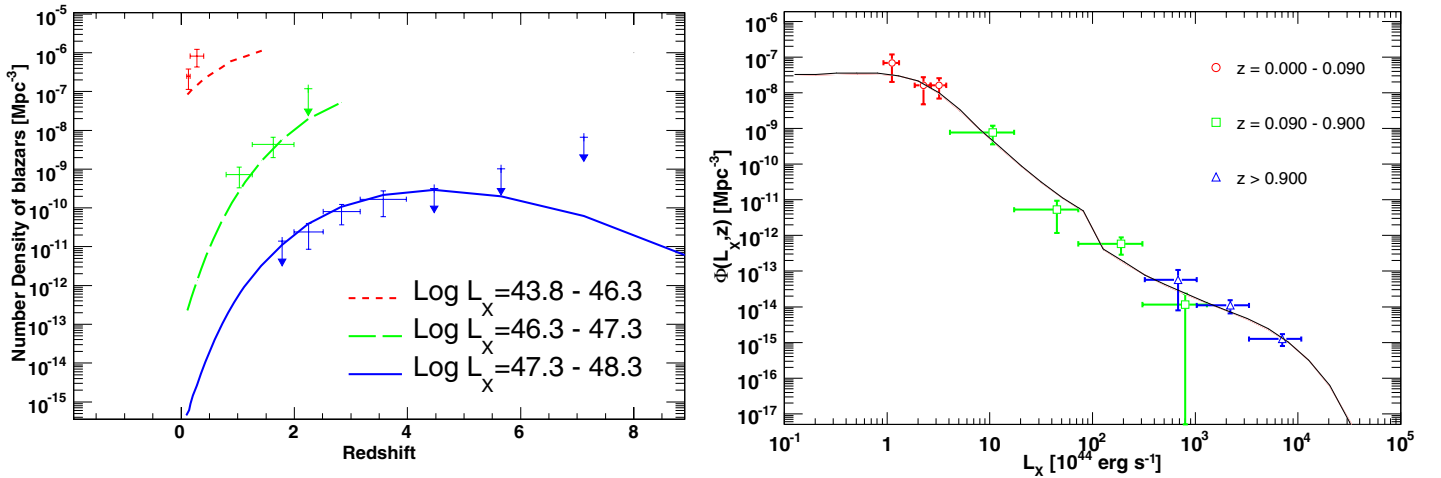 Number Density of blazars [Mpc⁻³]
10⁻⁵
10⁻⁶
10⁻⁷
10⁻⁸
10⁻⁹
10⁻¹⁰
10⁻¹¹
10⁻¹²
10⁻¹³
10⁻¹⁴
10⁻¹⁵
Log Lₓ=43.8 - 46.3
Log Lₓ=46.3 - 47.3
Log Lₓ=47.3 - 48.3
0 2 4 6 8
Redshift
Φ(Lₓ,z) [Mpc⁻³]
10⁻⁶
10⁻⁷
10⁻⁸
10⁻⁹
10⁻¹⁰
10⁻¹¹
10⁻¹²
10⁻¹³
10⁻¹⁴
10⁻¹⁵
10⁻¹⁶
10⁻¹⁷
z = 0.000 - 0.090
z = 0.090 - 0.900
z > 0.900
10⁻¹ 1 10 10² 10³ 10⁴ 10⁵
Lₓ [10⁴⁴ erg s⁻¹]